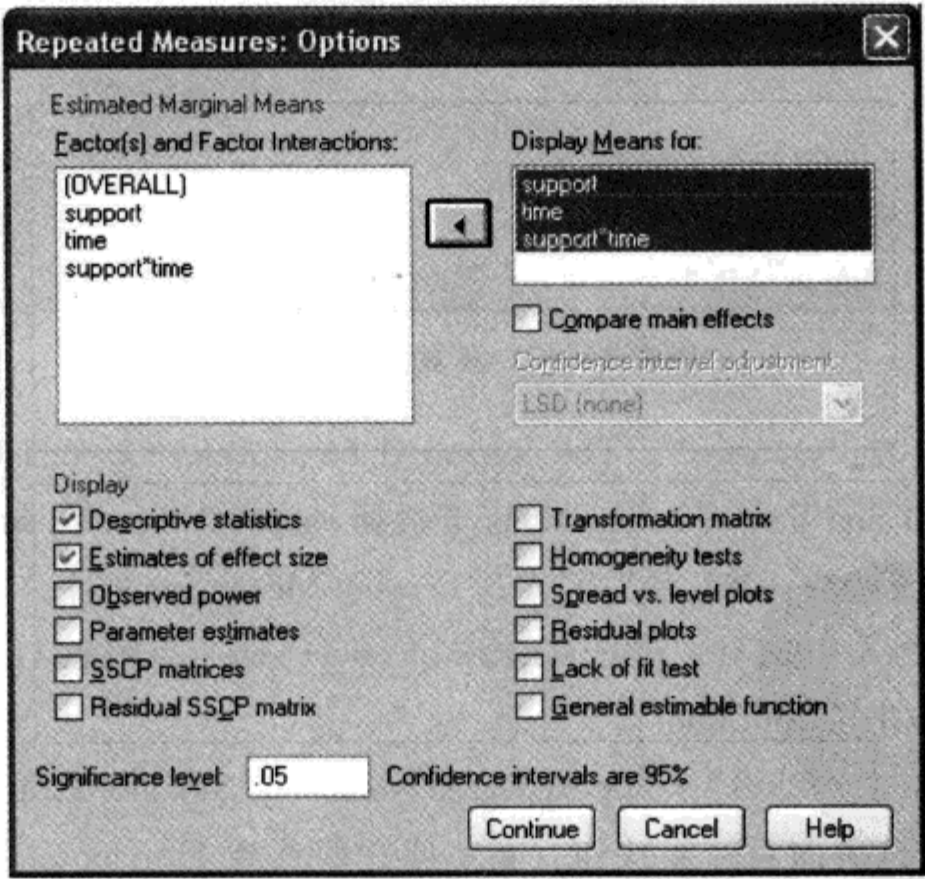 Repeated Measures: Options
Estimated Marginal Means
Factor(s) and Factor Interactions:
(OVERALL)
support
time
support*time
Display Means for:
support
time
support*time
Compare main effects
Confidence interval adjustment:
LSD (none)
Display
Descriptive statistics
Estimates of effect size
Observed power
Parameter estimates
SSCP matrices
Residual SSCP matrix
Transformation matrix
Homogeneity tests
Spread vs. level plots
Residual plots
Lack of fit test
General estimable function
Significance level: .05 Confidence intervals are 95%
Continue Cancel Help